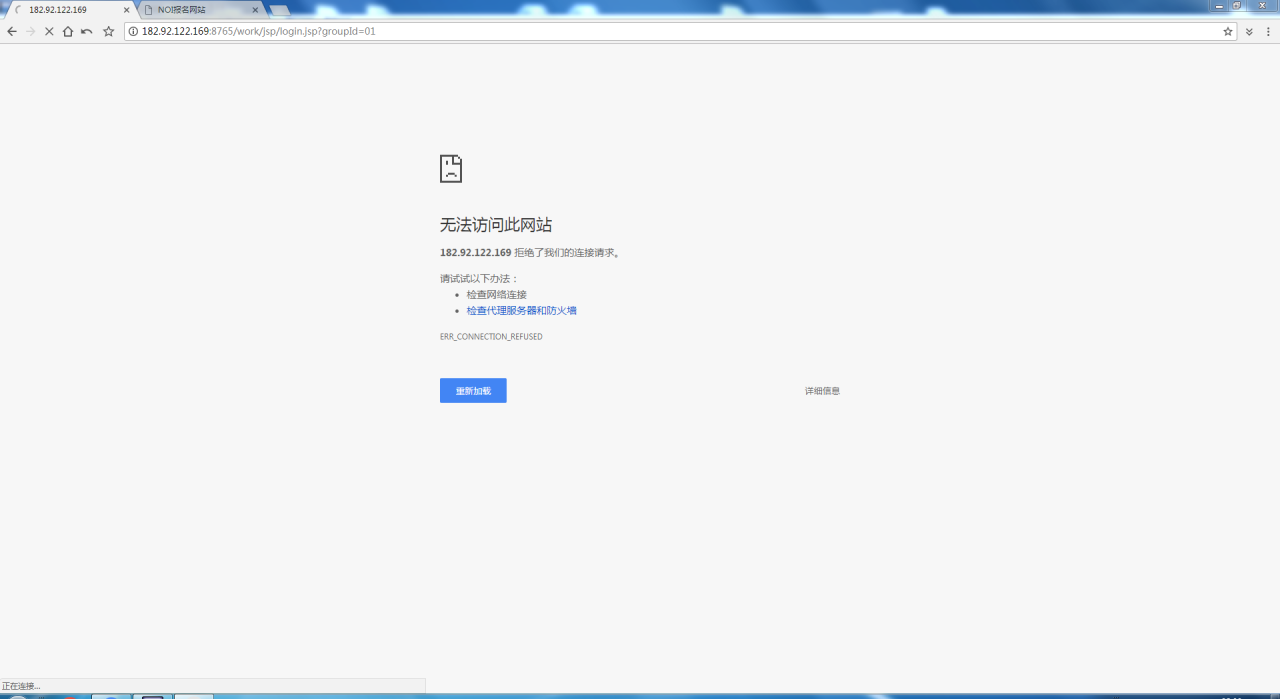 182.92.122.169
NOI报名网站
182.92.122.169:8765/work/jsp/login.jsp?groupId=01
无法访问此网站
182.92.122.169 拒绝了我们的连接请求。
请试试以下办法：
检查网络连接
检查代理服务器和防火墙
ERR_CONNECTION_REFUSED
重新加载
详细信息
正在连接...